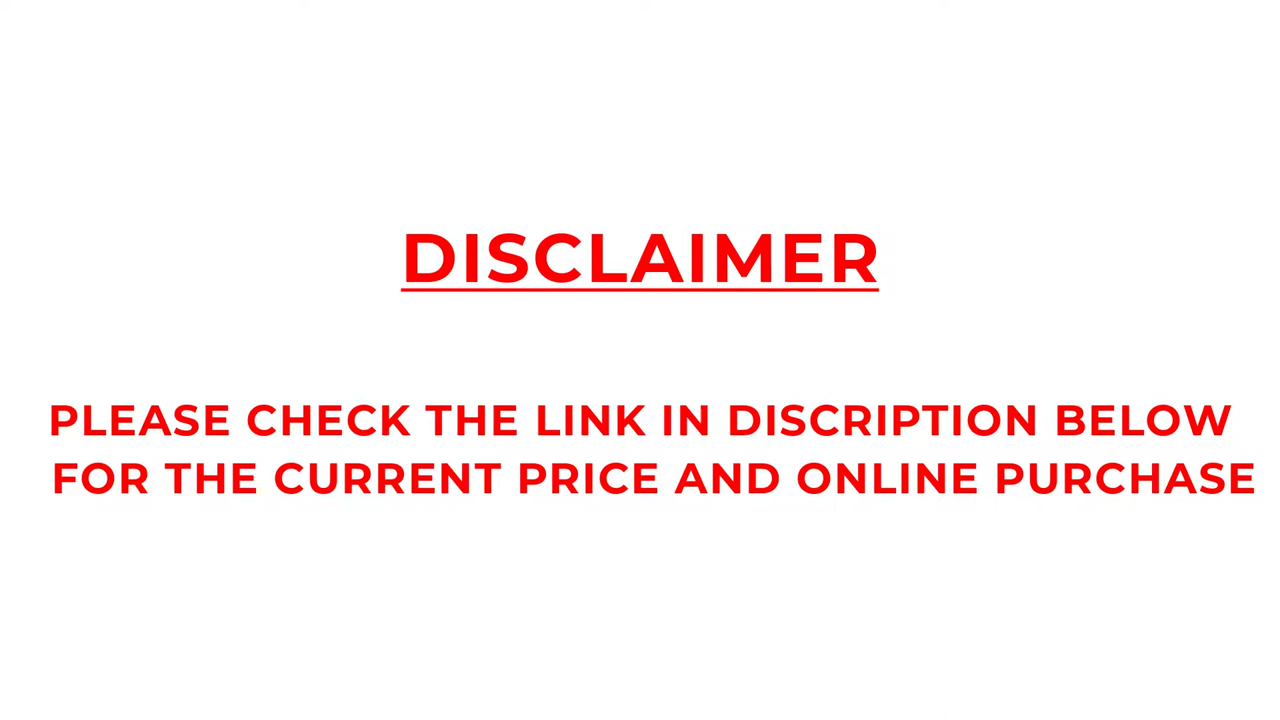 DISCLAIMER
PLEASE CHECK THE LINK IN DISCRIPTION BELOW
FOR THE CURRENT PRICE AND ONLINE PURCHASE